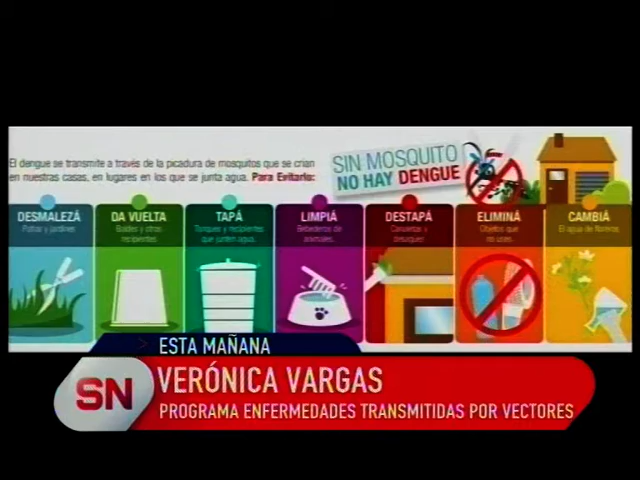 El dengue se transmite a través de la picadura de mosquitos que se crían
en nuestras casas, en lugares en los que se junta agua. Para Evitarlo:
SIN MOSQUITO
NO HAY DENGUE
DESMALEZÁ
Patios y jardines
DA VUELTA
Baldes y otros
recipientes
TAPÁ
Tanques y recipientes
que junten agua.
LIMPIÁ
Bebederos de
animales.
DESTAPÁ
Canaletas y
desagües
ELIMINÁ
Objetos que
no uses.
CAMBIÁ
El agua de floreros
ESTA MAÑANA
SN
VERÓNICA VARGAS
PROGRAMA ENFERMEDADES TRANSMITIDAS POR VECTORES